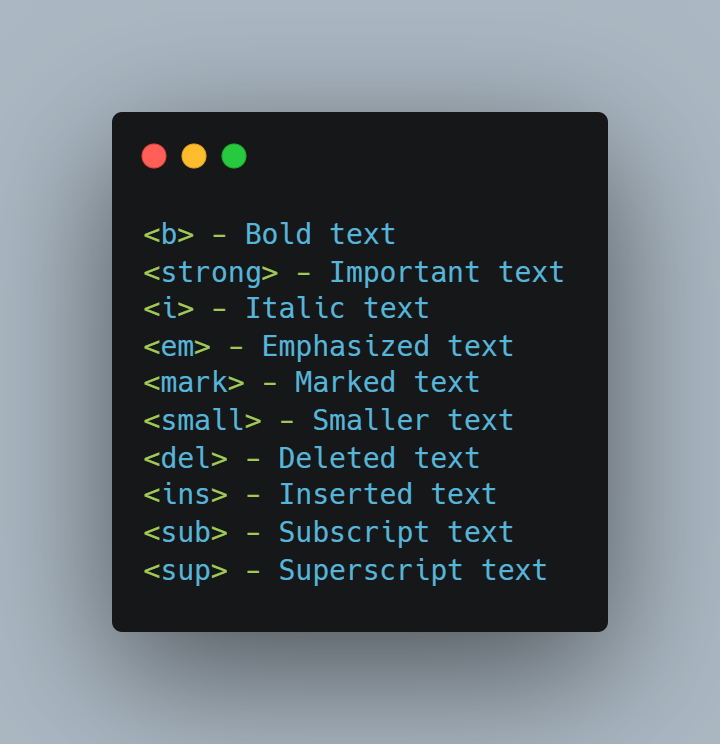 <b> - Bold text
<strong> - Important text
<i> - Italic text
<em> - Emphasized text
<mark> - Marked text
<small> - Smaller text
<del> - Deleted text
<ins> - Inserted text
<sub> - Subscript text
<sup> - Superscript text